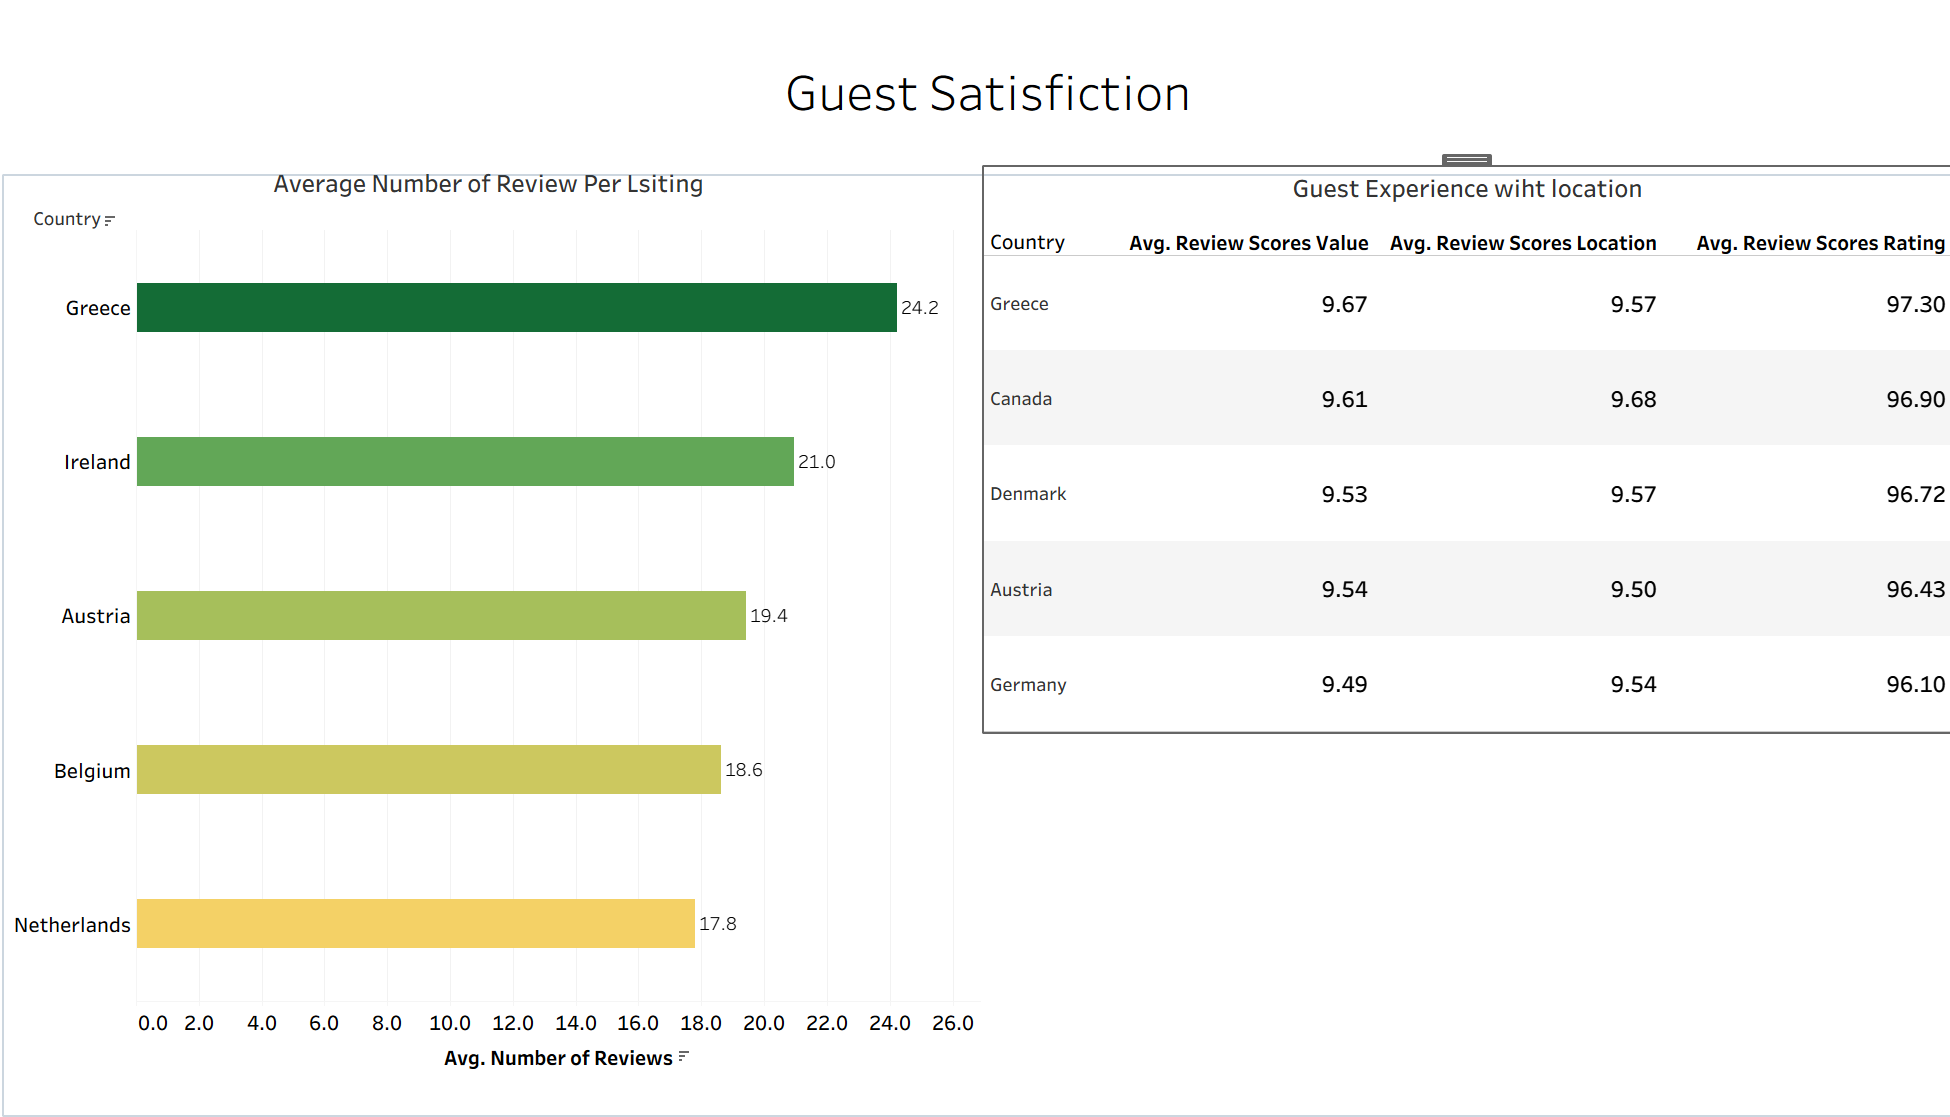 Guest Satisfiction
Average Number of Review Per Lsiting
Country
Greece 24.2
Ireland 21.0
Austria 19.4
Belgium 18.6
Netherlands 17.8
0.0 2.0 4.0 6.0 8.0 10.0 12.0 14.0 16.0 18.0 20.0 22.0 24.0 26.0
Avg. Number of Reviews
Guest Experience wiht location
Country Avg. Review Scores Value Avg. Review Scores Location Avg. Review Scores Rating
Greece 9.67 9.57 97.30
Canada 9.61 9.68 96.90
Denmark 9.53 9.57 96.72
Austria 9.54 9.50 96.43
Germany 9.49 9.54 96.10